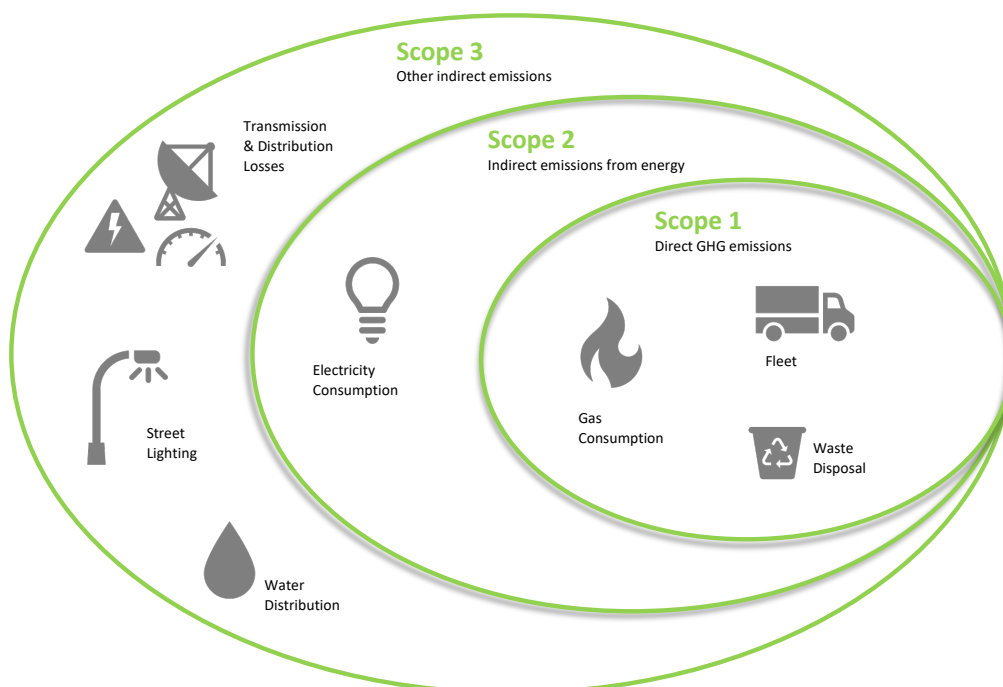 Scope 3
Other indirect emissions
Transmission
& Distribution
Losses
Scope 2
Indirect emissions from energy
Scope 1
Direct GHG emissions
Electricity
Consumption
Fleet
Gas
Consumption
Street
Lighting
Waste
Disposal
Water
Distribution